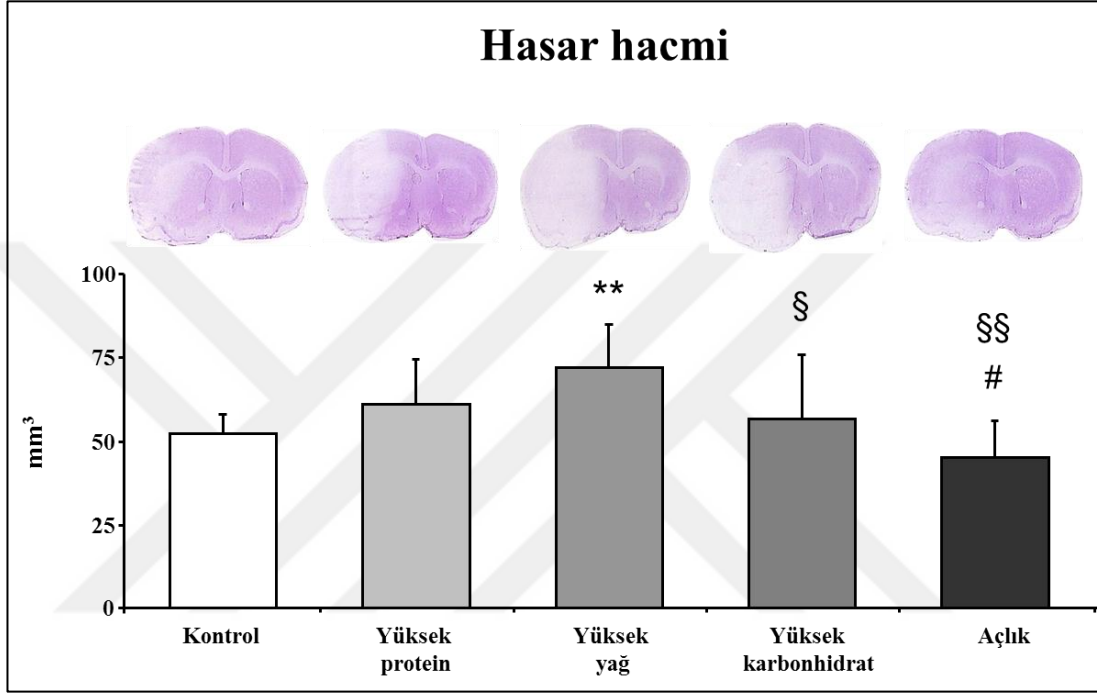 Hasar hacmi
100
**
§
§§
#
75
mm³
50
25
0
Kontrol
Yüksek
protein
Yüksek
yağ
Yüksek
karbonhidrat
Açlık